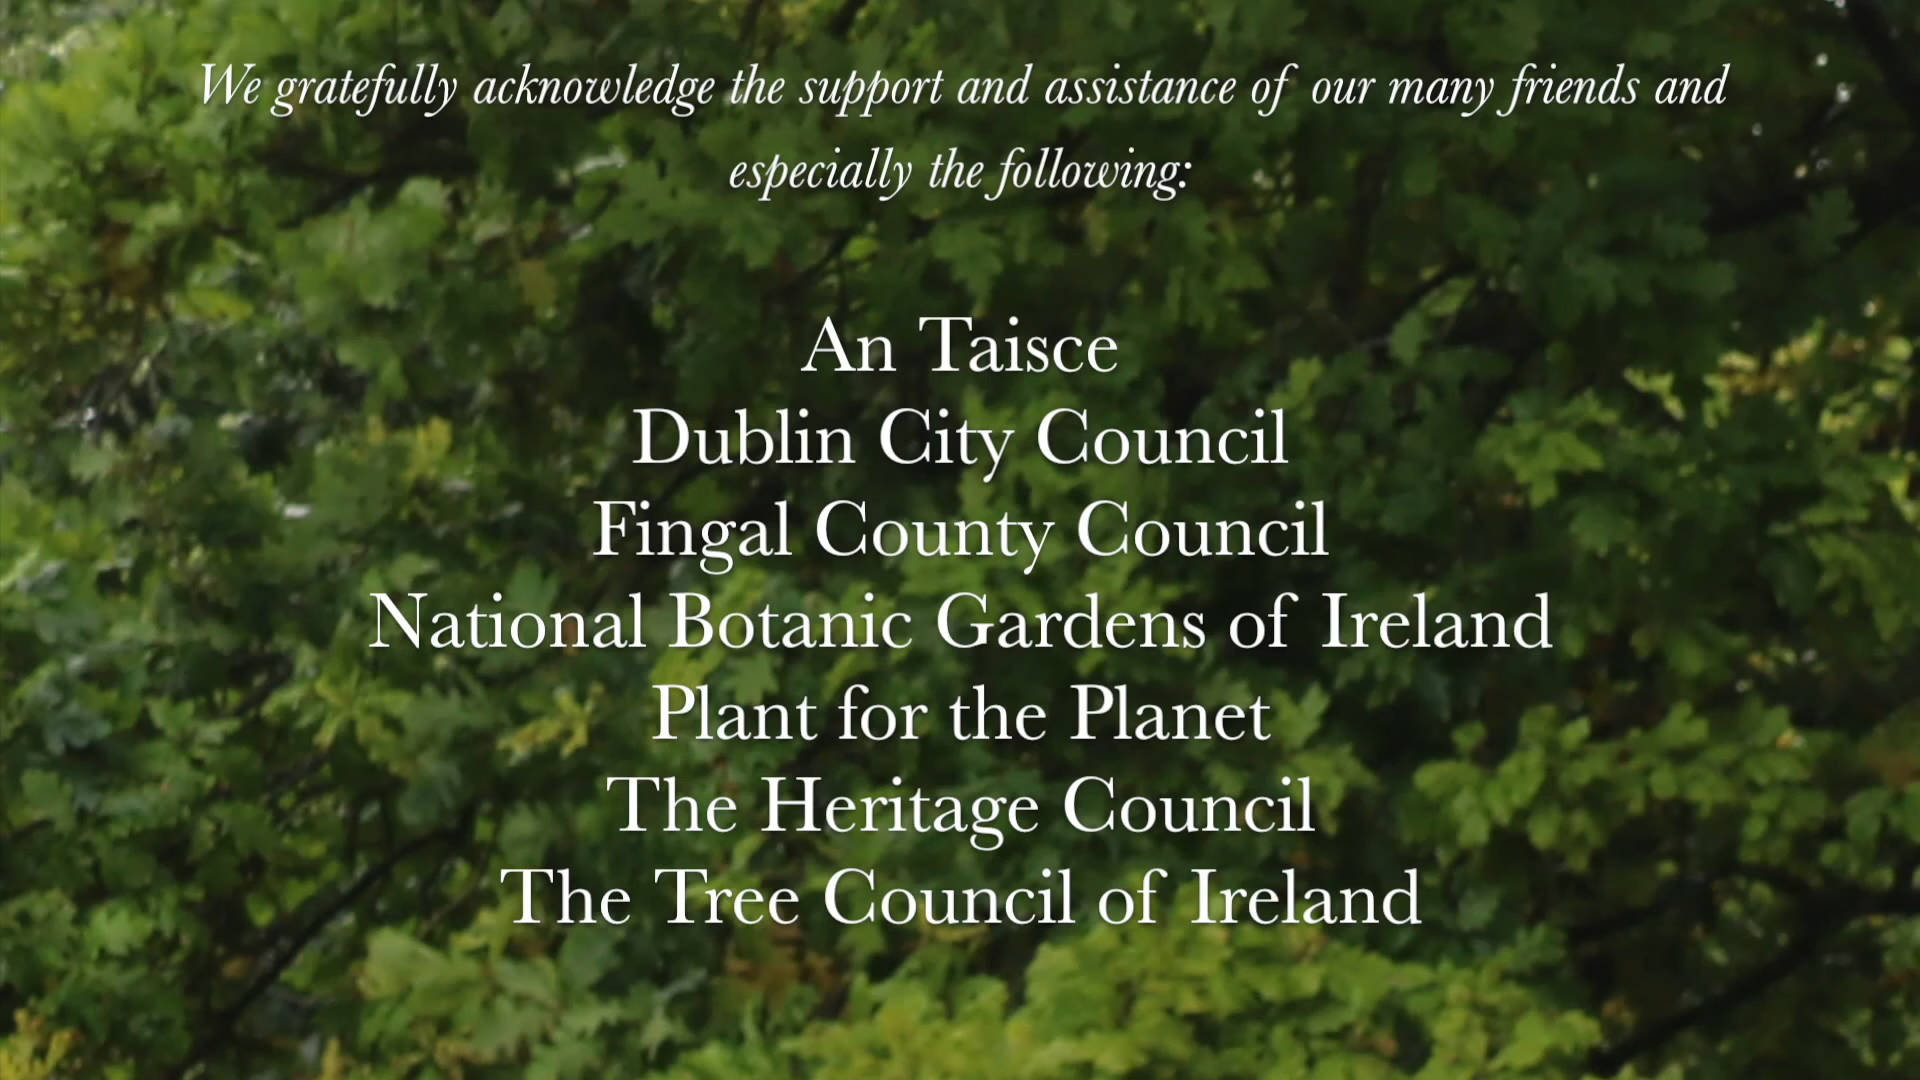 We gratefully acknowledge the support and assistance of our many friends and
especially the following:
An Taisce
Dublin City Council
Fingal County Council
National Botanic Gardens of Ireland
Plant for the Planet
The Heritage Council
The Tree Council of Ireland